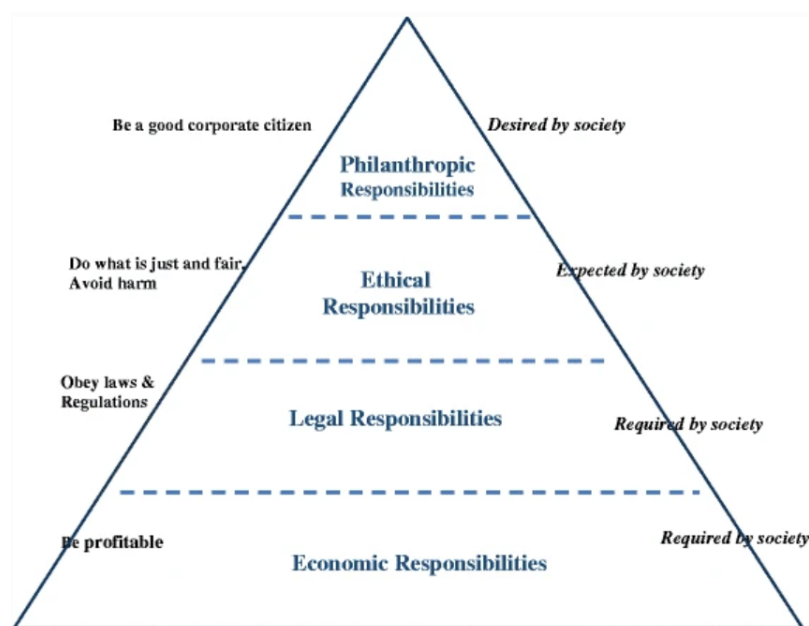 Be a good corporate citizen
Desired by society
Philanthropic
Responsibilities
Do what is just and fair,
Avoid harm
Expected by society
Ethical
Responsibilities
Obey laws &
Regulations
Legal Responsibilities
Required by society
Be profitable
Required by society
Economic Responsibilities